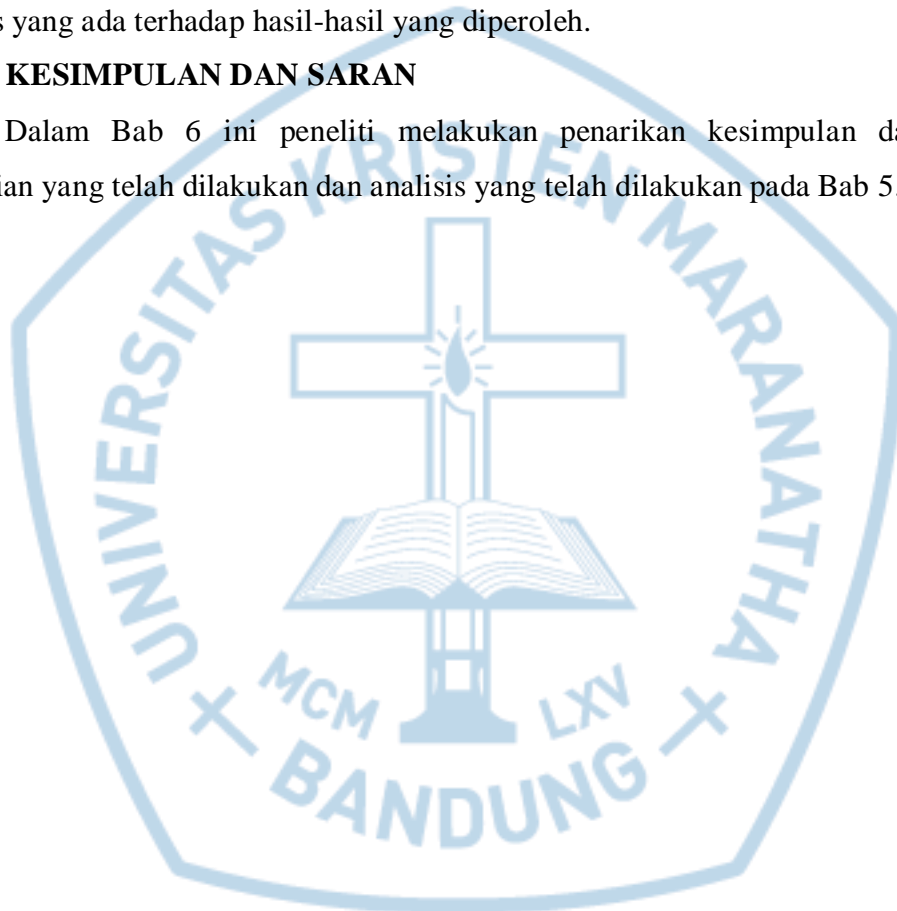 s yang ada terhadap hasil-hasil yang diperoleh.
KESIMPULAN DAN SARAN
Dalam Bab 6 ini peneliti melakukan penarikan kesimpulan da
ian yang telah dilakukan dan analisis yang telah dilakukan pada Bab 5.
UNIVERSITAS KRISTEN MARANATHA
MCM LXV
BANDUNG